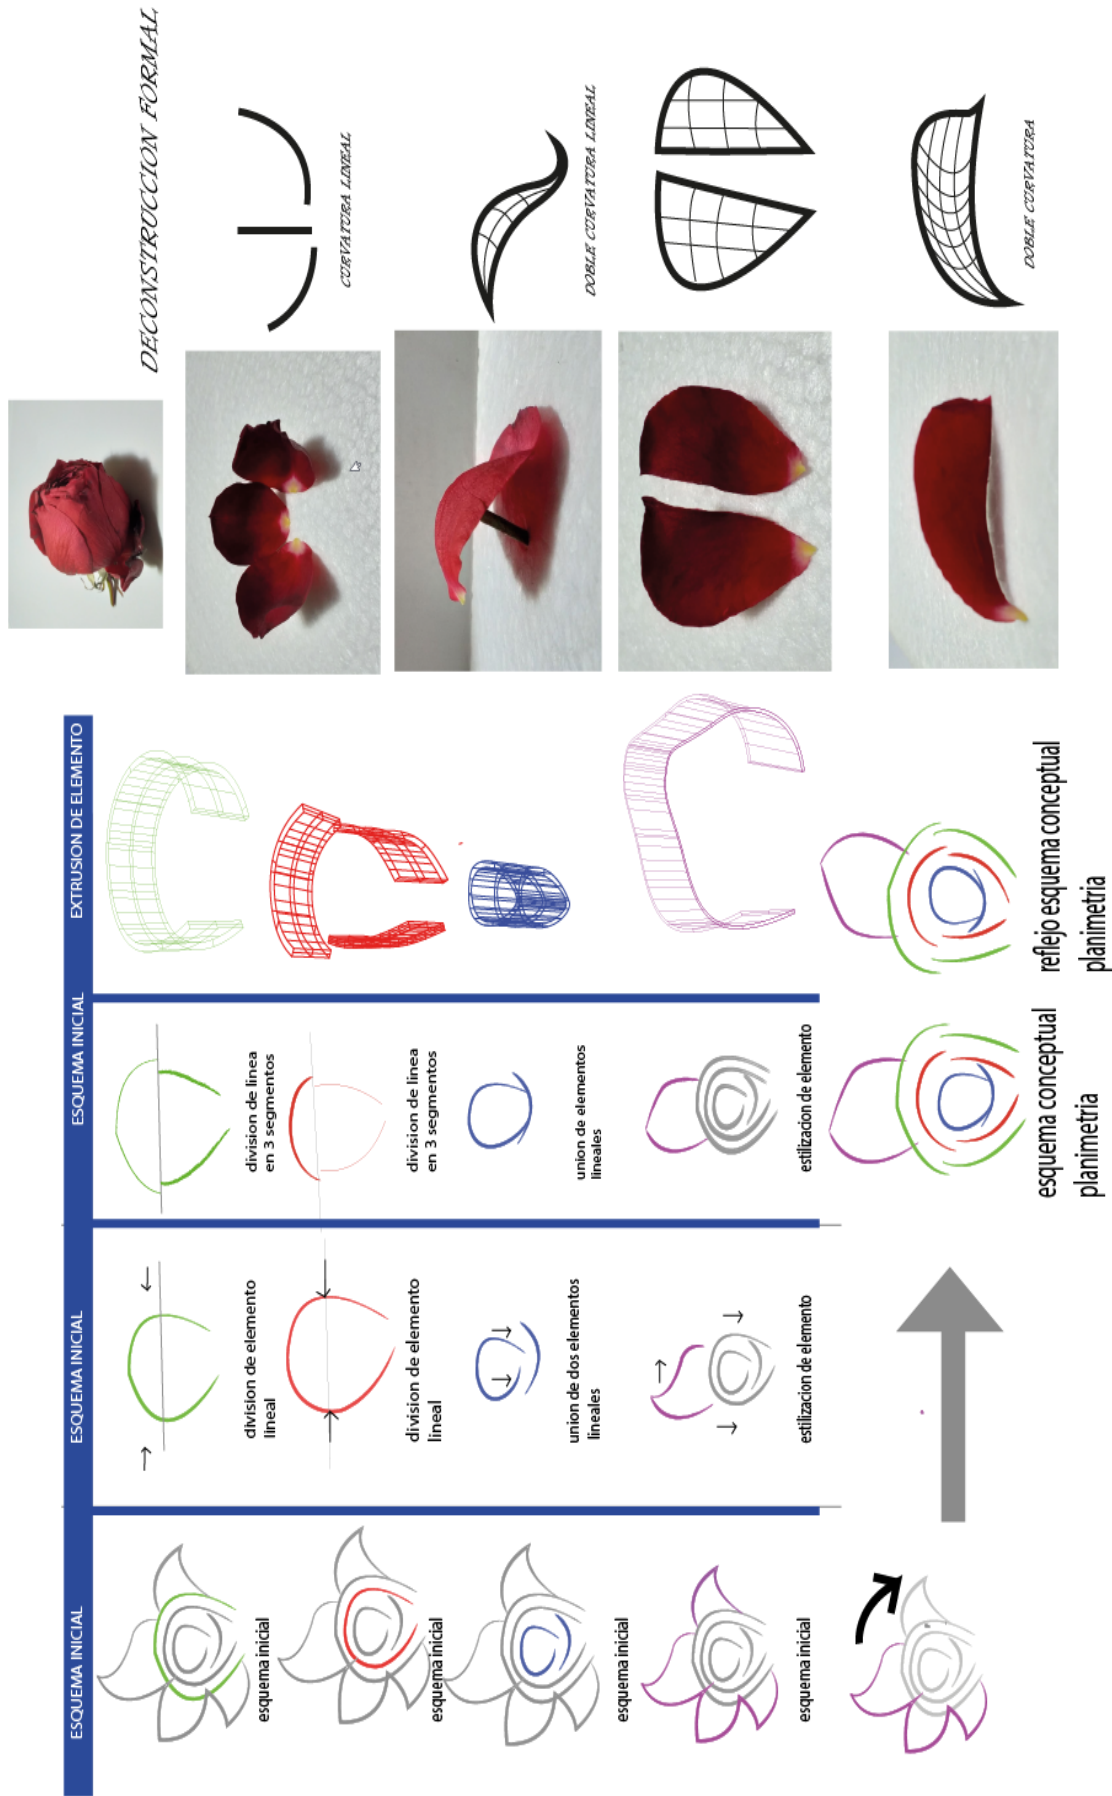 ESQUEMA INICIAL
ESQUEMA INICIAL
ESQUEMA INICIAL
EXTRUSION DE ELEMENTO
esquema inicial
division de elemento
lineal
division de linea
en 3 segmentos
esquema inicial
division de elemento
lineal
division de linea
en 3 segmentos
esquema inicial
union de dos elementos
lineales
union de elementos
lineales
esquema inicial
estilizacion de elemento
estilizacion de elemento
esquema conceptual
planimetria
reflejo esquema conceptual
planimetria
DECONSTRUCCION FORMAL
CURVATURA LINEAL
DOBLE CURVATURA LINEAL
DOBLE CURVATURA